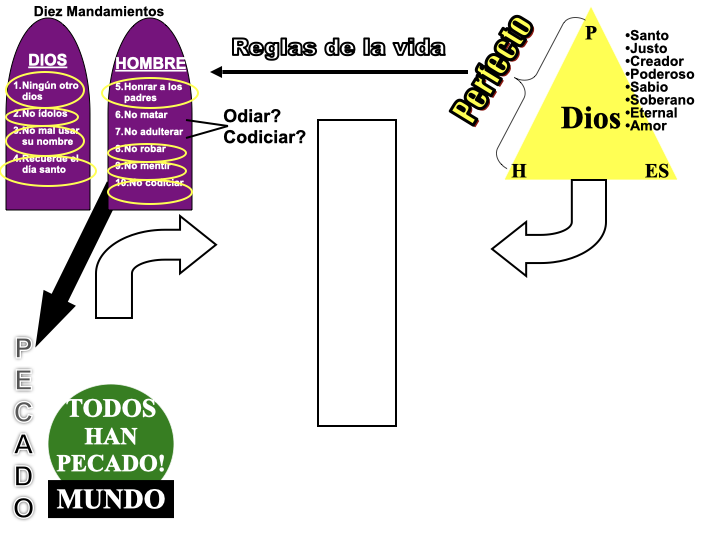 Diez Mandamientos
DIOS
1.Ningún otro
dios
2.No ídolos
3.No mal usar
su nombre
4.Recuerde el
día santo
HOMBRE
5.Honrar a los
padres
6.No matar
7.No adulterar
8.No robar
9.No mentir
10.No codiciar
Odiar?
Codiciar?
Reglas de la vida
Perfecto
P
Dios
H
ES
•Santo
•Justo
•Creador
•Poderoso
•Sabio
•Soberano
•Eternal
•Amor
PECADO
TODOS
HAN
PECADO!
MUNDO